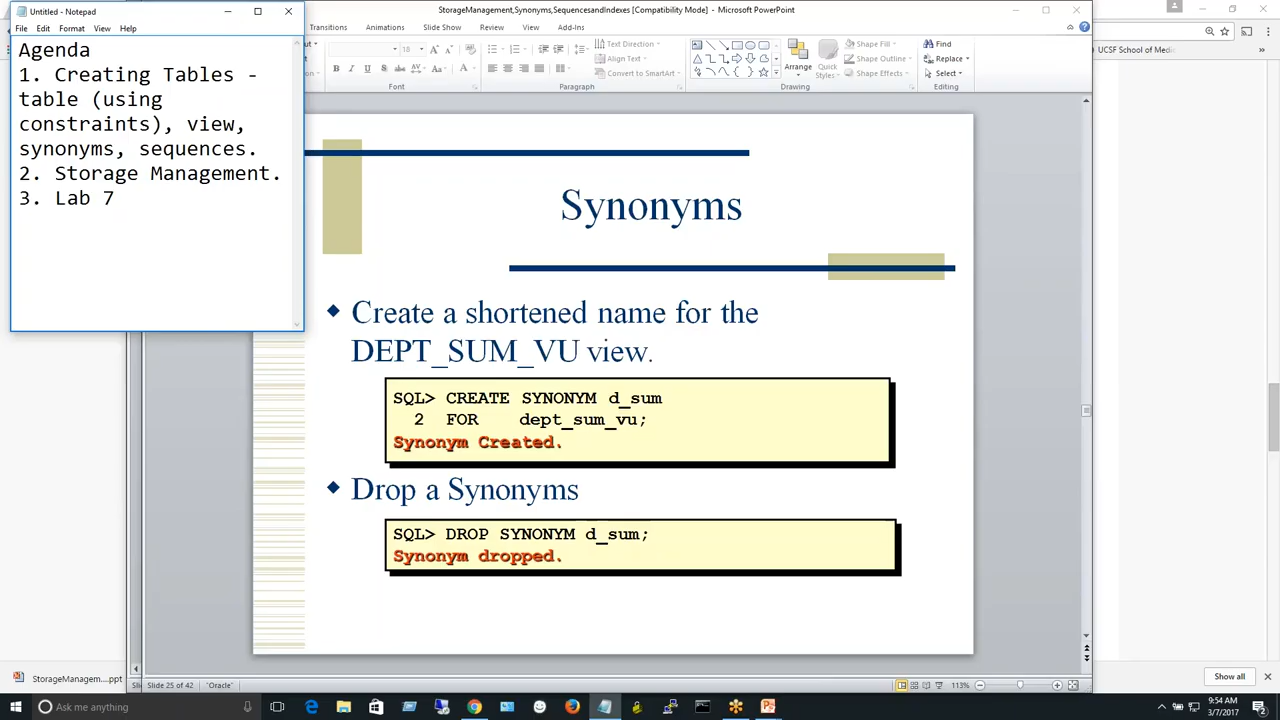 Untitled - Notepad
File Edit Format View Help
Agenda
1. Creating Tables -
table (using
constraints), view,
synonyms, sequences.
2. Storage Management.
3. Lab 7
StorageManagement,Synonyms,SequencesandIndexes [Compatibility Mode] - Microsoft PowerPoint
Transitions Animations Slide Show Review View Add-Ins
18
Text Direction
Align Text
Convert to SmartArt
Arrange
Quick
Styles
Shape Fill
Shape Outline
Shape Effects
Find
Replace
Select
Font Paragraph Drawing Editing
UCSF School of Medi
Synonyms
Create a shortened name for the
DEPT_SUM_VU view.
SQL> CREATE SYNONYM d_sum
2 FOR dept_sum_vu;
Synonym Created.
Drop a Synonyms
SQL> DROP SYNONYM d_sum;
Synonym dropped.
StorageManagem....ppt
Slide 25 of 42 "Oracle"
113%
Show all
Ask me anything
9:54 AM
3/7/2017